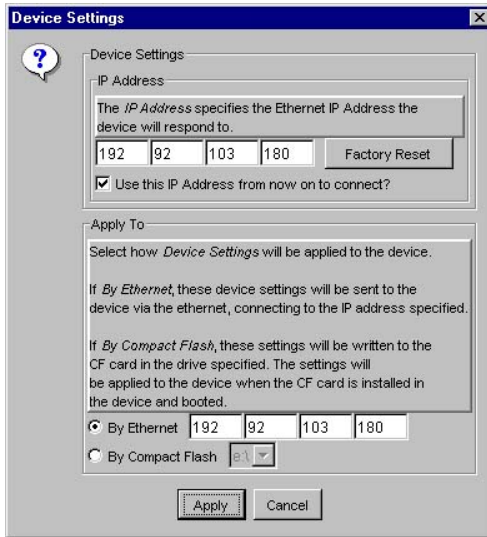 Device Settings
?
Device Settings
IP Address
The IP Address specifies the Ethernet IP Address the
device will respond to.
192 92 103 180 Factory Reset
Use this IP Address from now on to connect?
Apply To
Select how Device Settings will be applied to the device.
If By Ethernet, these device settings will be sent to the
device via the ethernet, connecting to the IP address specified.
If By Compact Flash, these settings will be written to the
CF card in the drive specified. The settings will
be applied to the device when the CF card is installed in
the device and booted.
By Ethernet 192 92 103 180
By Compact Flash e:\
Apply Cancel